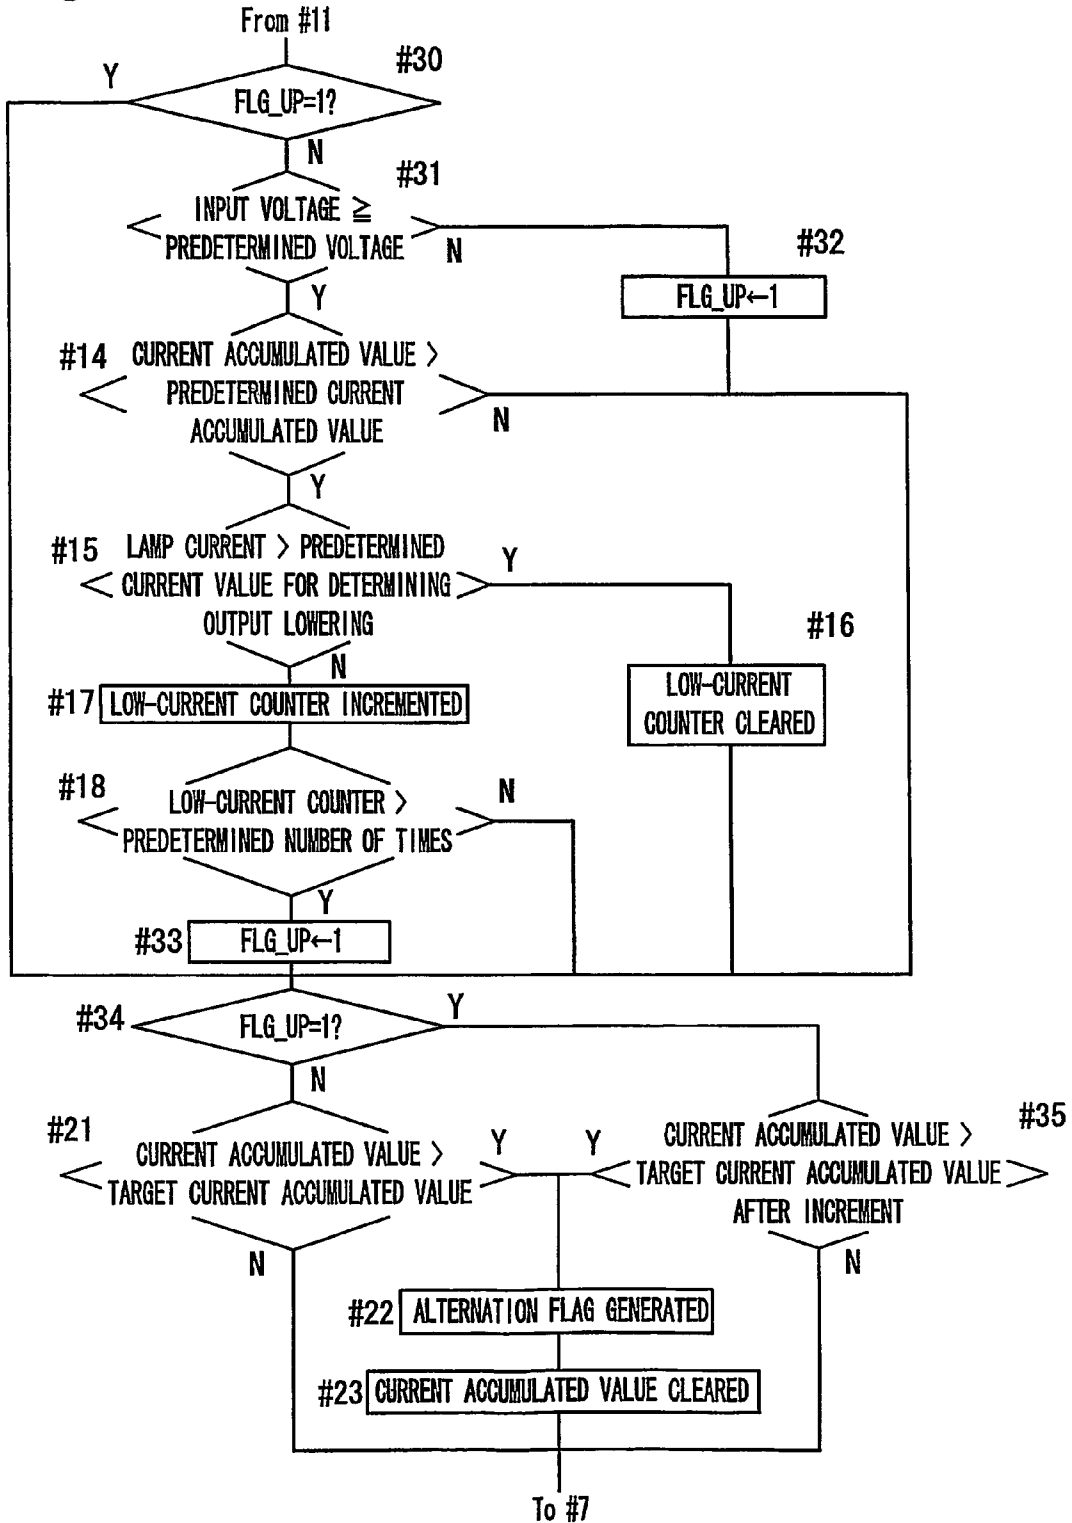 From #11
#30
Y
FLG_UP=1?
N
#31
INPUT VOLTAGE ≧
PREDETERMINED VOLTAGE
N
#32
FLG_UP←1
Y
#14
CURRENT ACCUMULATED VALUE >
PREDETERMINED CURRENT
ACCUMULATED VALUE
N
Y
#15
LAMP CURRENT > PREDETERMINED
CURRENT VALUE FOR DETERMINING
OUTPUT LOWERING
Y
#16
LOW-CURRENT
COUNTER CLEARED
N
#17
LOW-CURRENT COUNTER INCREMENTED
#18
LOW-CURRENT COUNTER >
PREDETERMINED NUMBER OF TIMES
N
Y
#33
FLG_UP←1
#34
FLG_UP=1?
Y
N
#21
CURRENT ACCUMULATED VALUE >
TARGET CURRENT ACCUMULATED VALUE
Y
Y
#35
CURRENT ACCUMULATED VALUE >
TARGET CURRENT ACCUMULATED VALUE
AFTER INCREMENT
N
N
#22
ALTERNATION FLAG GENERATED
#23
CURRENT ACCUMULATED VALUE CLEARED
To #7